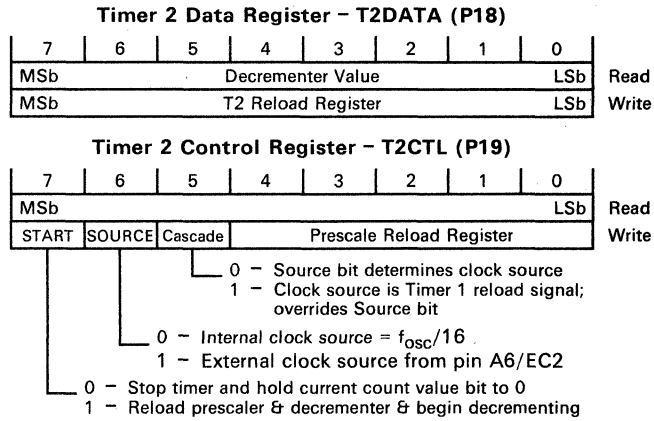 Timer 2 Data Register – T2DATA (P18)
7 6 5 4 3 2 1 0
MSb Decrementer Value LSb Read
MSb T2 Reload Register LSb Write
Timer 2 Control Register – T2CTL (P19)
7 6 5 4 3 2 1 0
MSb LSb Read
START SOURCE Cascade Prescale Reload Register Write
0 – Source bit determines clock source
1 – Clock source is Timer 1 reload signal;
overrides Source bit
0 – Internal clock source = fosc/16
1 – External clock source from pin A6/EC2
0 – Stop timer and hold current count value bit to 0
1 – Reload prescaler & decrementer & begin decrementing